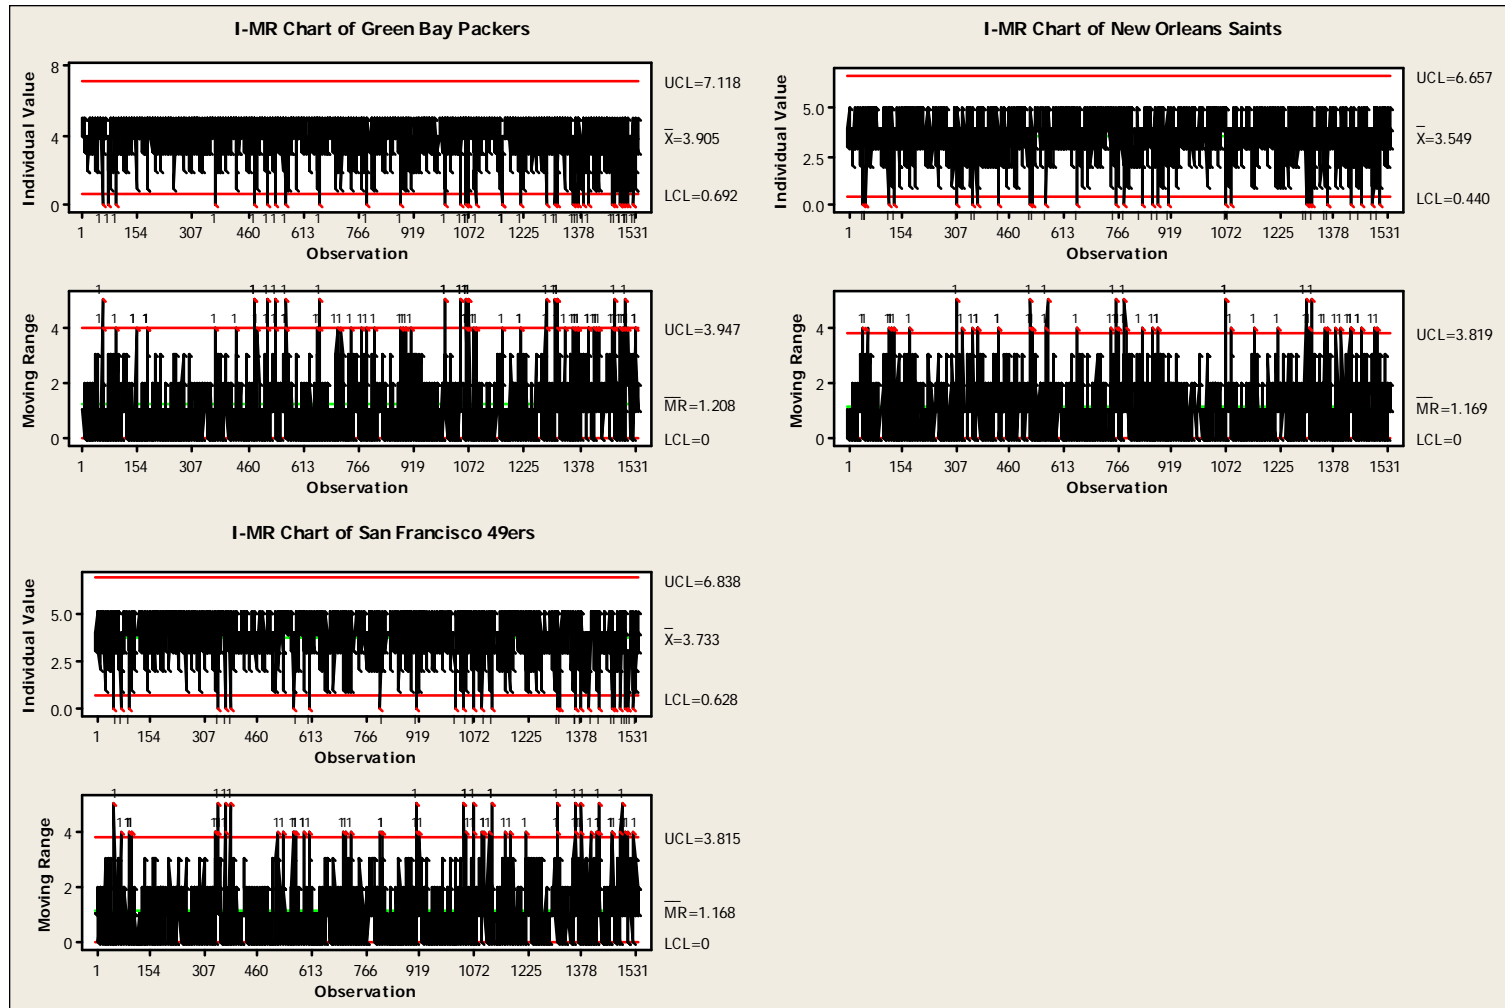 I-MR Chart of Green Bay Packers
Individual Value
8
4
0
UCL=7.118
X=3.905
LCL=0.692
1 154 307 460 613 766 919 1072 1225 1378 1531
Observation
Moving Range
6
4
2
0
UCL=3.947
MR=1.208
LCL=0
1 154 307 460 613 766 919 1072 1225 1378 1531
Observation
I-MR Chart of New Orleans Saints
Individual Value
5.0
2.5
0.0
UCL=6.657
X=3.549
LCL=0.440
1 154 307 460 613 766 919 1072 1225 1378 1531
Observation
Moving Range
4
2
0
UCL=3.819
MR=1.169
LCL=0
1 154 307 460 613 766 919 1072 1225 1378 1531
Observation
I-MR Chart of San Francisco 49ers
Individual Value
5.0
2.5
0.0
UCL=6.838
X=3.733
LCL=0.628
1 154 307 460 613 766 919 1072 1225 1378 1531
Observation
Moving Range
4
2
0
UCL=3.815
MR=1.168
LCL=0
1 154 307 460 613 766 919 1072 1225 1378 1531
Observation